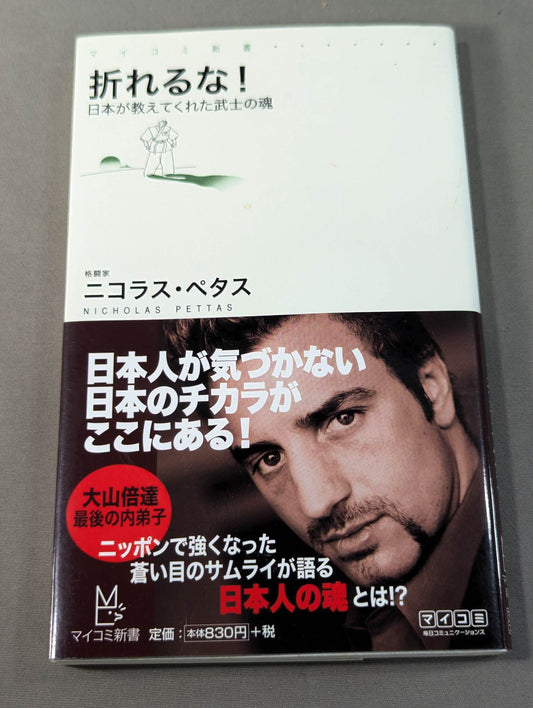 マイコミ新書
折れるな!
日本が教えてくれた武士の魂
格闘家
ニコラス・ペタス
NICHOLAS PETTAS
日本人が気づかない
日本のチカラが
ここにある!
大山倍達
最後の内弟子
ニッポンで強くなった
蒼い目のサムライが語る
日本人の魂とは!?
マイコミ新書 定価:本体830円+税
マイコミ
毎日コミュニケーションズ